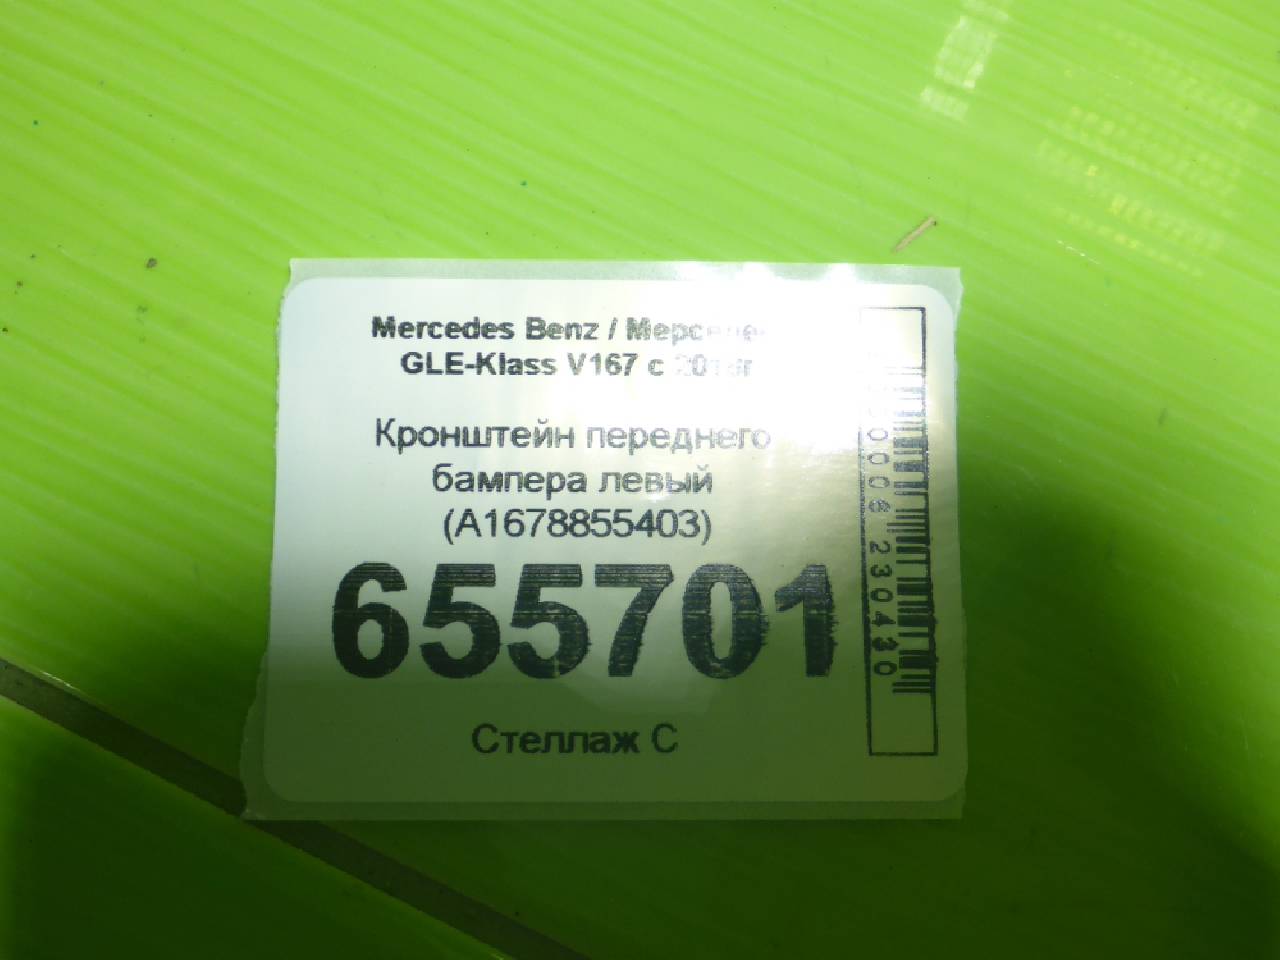 Mercedes Benz /
GLE-Klass V167 с
Кронштейн переднего
бампера левый
(A1678855403)
655701
Стеллаж С